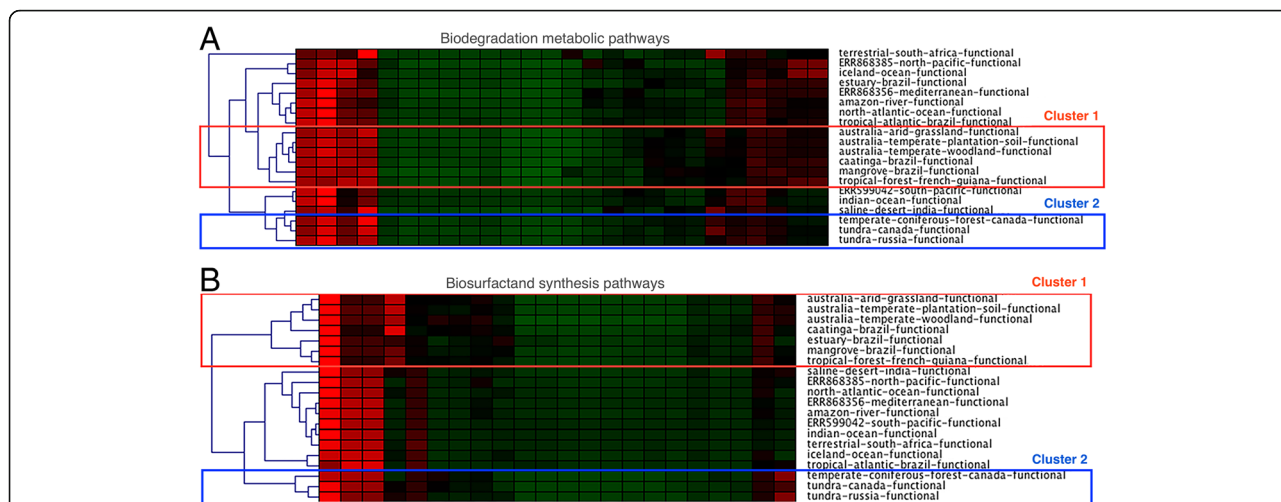 A
Biodegradation metabolic pathways
terrestrial-south-africa-functional
ERR868385-north-pacific-functional
iceland-ocean-functional
estuary-brazil-functional
ERR868356-mediterranean-functional
amazon-river-functional
north-atlantic-ocean-functional
Cluster 1
tropical-atlantic-brazil-functional
australia-arid-grassland-functional
australia-temperate-plantation-soil-functional
australia-temperate-woodland-functional
caatinga-brazil-functional
mangrove-brazil-functional
tropical-forest-french-guiana-functional
ERR599042-south-pacific-functional
indian-ocean-functional
Cluster 2
saline-desert-india-functional
temperate-coniferous-forest-canada-functional
tundra-canada-functional
tundra-russia-functional
B
Biosurfactand synthesis pathways
Cluster 1
australia-arid-grassland-functional
australia-temperate-plantation-soil-functional
australia-temperate-woodland-functional
caatinga-brazil-functional
estuary-brazil-functional
mangrove-brazil-functional
tropical-forest-french-guiana-functional
saline-desert-india-functional
ERR868385-north-pacific-functional
north-atlantic-ocean-functional
ERR868356-mediterranean-functional
amazon-river-functional
ERR599042-south-pacific-functional
indian-ocean-functional
terrestrial-south-africa-functional
iceland-ocean-functional
Cluster 2
tropical-atlantic-brazil-functional
temperate-coniferous-forest-canada-functional
tundra-canada-functional
tundra-russia-functional